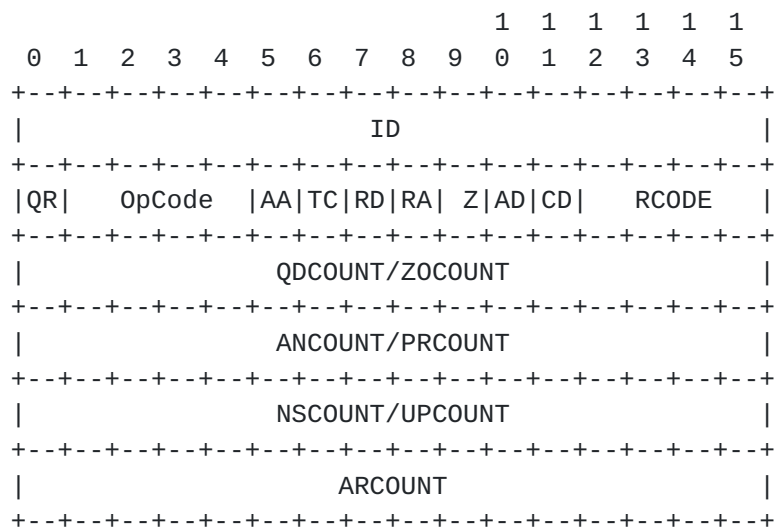 1  1  1  1  1  1
  0  1  2  3  4  5  6  7  8  9  0  1  2  3  4  5
+--+--+--+--+--+--+--+--+--+--+--+--+--+--+--+--+
|                      ID                       |
+--+--+--+--+--+--+--+--+--+--+--+--+--+--+--+--+
|QR|   OpCode  |AA|TC|RD|RA| Z|AD|CD|   RCODE   |
+--+--+--+--+--+--+--+--+--+--+--+--+--+--+--+--+
|                QDCOUNT/ZOCOUNT                |
+--+--+--+--+--+--+--+--+--+--+--+--+--+--+--+--+
|                ANCOUNT/PRCOUNT                |
+--+--+--+--+--+--+--+--+--+--+--+--+--+--+--+--+
|                NSCOUNT/UPCOUNT                |
+--+--+--+--+--+--+--+--+--+--+--+--+--+--+--+--+
|                    ARCOUNT                    |
+--+--+--+--+--+--+--+--+--+--+--+--+--+--+--+--+